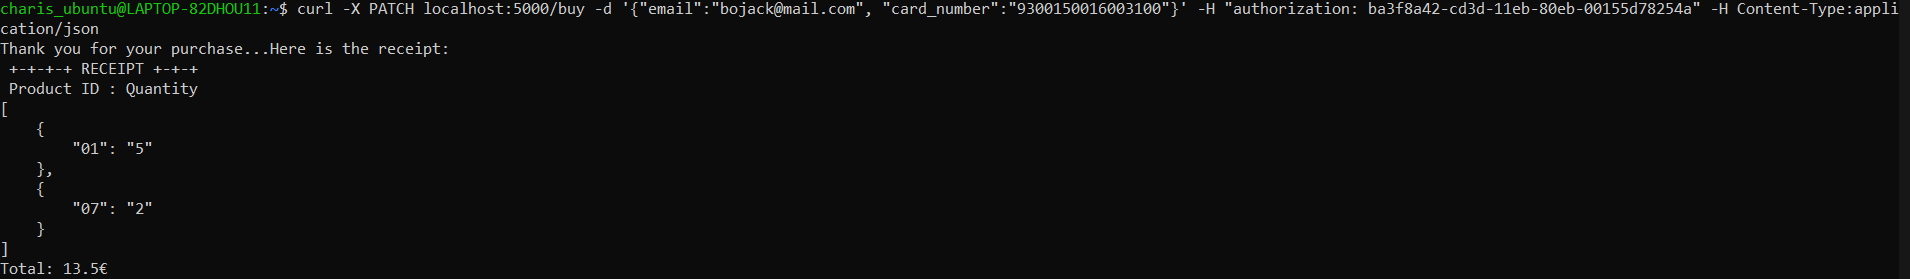 charis_ubuntu@LAPTOP-82DHOU11:~$ curl -X PATCH localhost:5000/buy -d '{"email":"bojack@mail.com", "card_number":"9300150016003100"}' -H "authorization: ba3f8a42-cd3d-11eb-80eb-00155d78254a" -H Content-Type:appli
cation/json
Thank you for your purchase...Here is the receipt:
 +-+-+-+ RECEIPT +-+-+
 Product ID : Quantity
[
    {
        "01": "5"
    },
    {
        "07": "2"
    }
]
Total: 13.5€